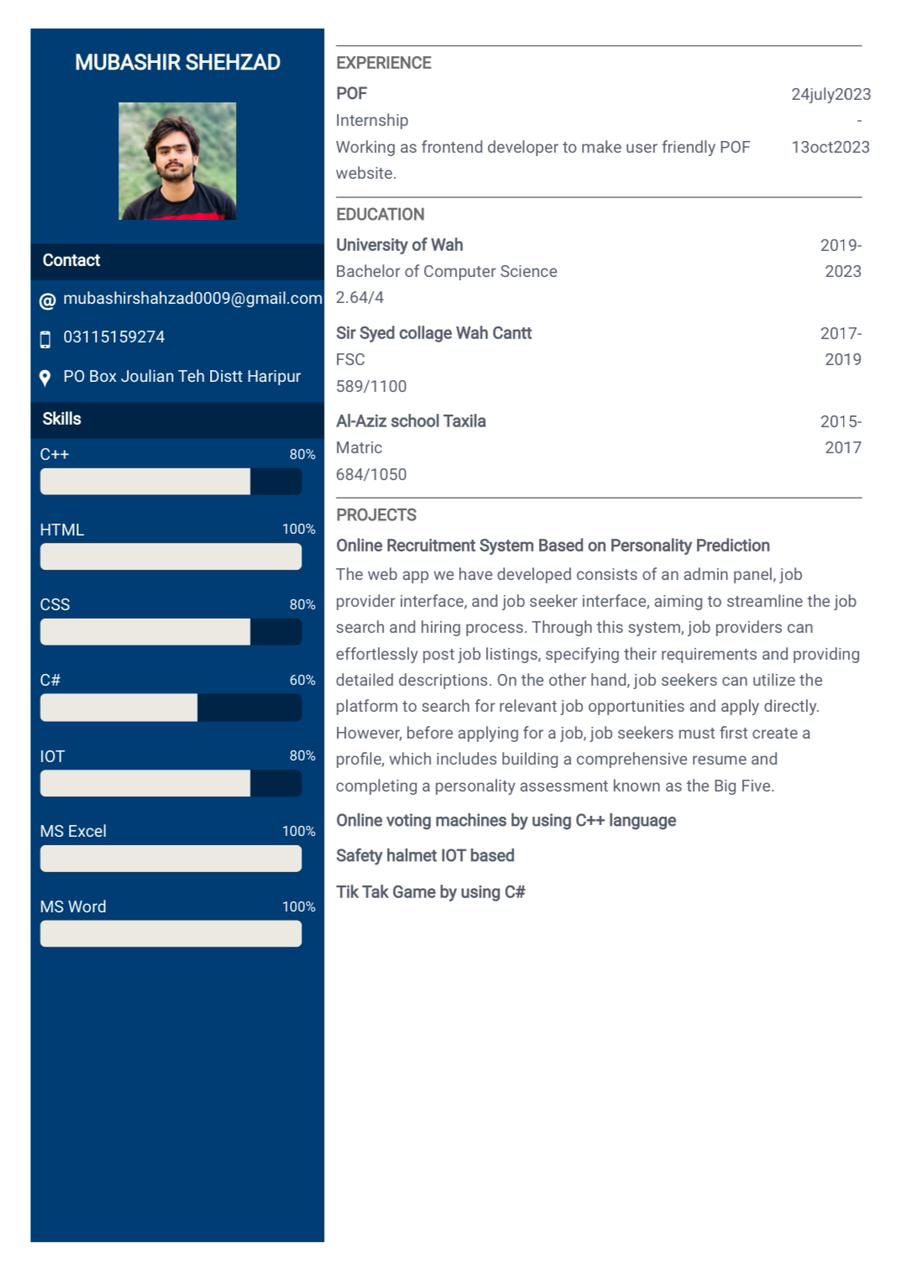 MUBASHIR SHEHZAD
Contact
mubashirshahzad0009@gmail.com
03115159274
PO Box Joulian Teh Distt Haripur
Skills
C++ 80%
HTML 100%
CSS 80%
C# 60%
IOT 80%
MS Excel 100%
MS Word 100%
EXPERIENCE
POF 24july2023
Internship -
Working as frontend developer to make user friendly POF 13oct2023
website.
EDUCATION
University of Wah 2019-
Bachelor of Computer Science 2023
2.64/4
Sir Syed collage Wah Cantt 2017-
FSC 2019
589/1100
Al-Aziz school Taxila 2015-
Matric 2017
684/1050
PROJECTS
Online Recruitment System Based on Personality Prediction
The web app we have developed consists of an admin panel, job
provider interface, and job seeker interface, aiming to streamline the job
search and hiring process. Through this system, job providers can
effortlessly post job listings, specifying their requirements and providing
detailed descriptions. On the other hand, job seekers can utilize the
platform to search for relevant job opportunities and apply directly.
However, before applying for a job, job seekers must first create a
profile, which includes building a comprehensive resume and
completing a personality assessment known as the Big Five.
Online voting machines by using C++ language
Safety halmet IOT based
Tik Tak Game by using C#